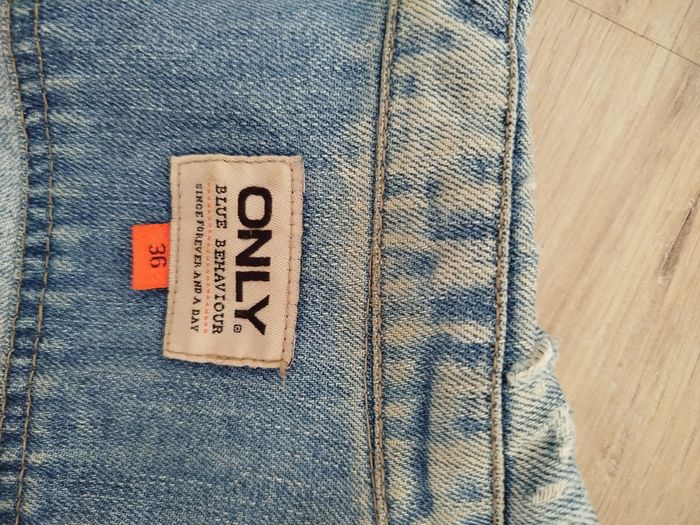 ONLY
BLUE BEHAVIOUR
SINCE FOREVER AND A DAY
36